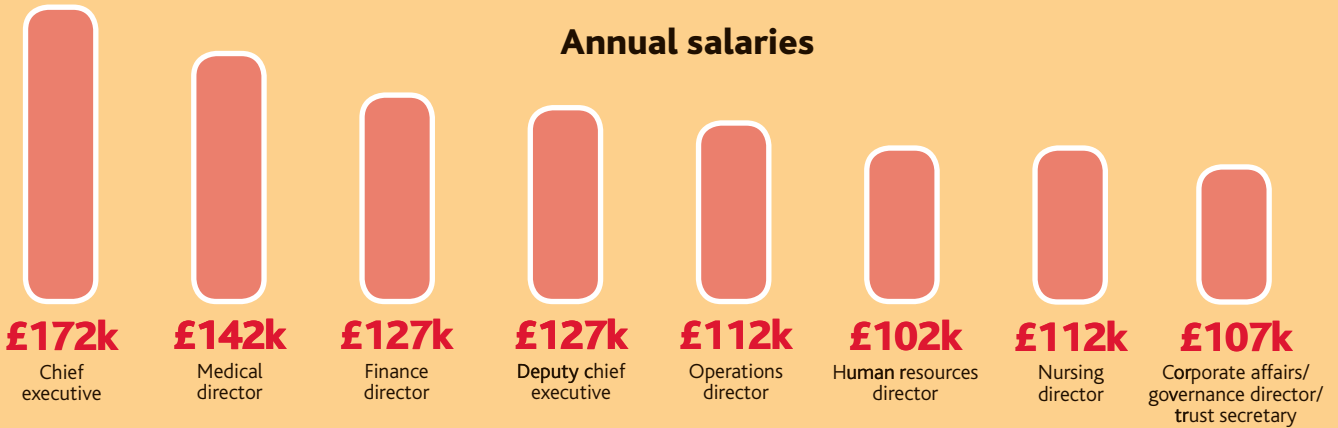 Annual salaries
£172k
Chief
executive
£142k
Medical
director
£127k
Finance
director
£127k
Deputy chief
executive
£112k
Operations
director
£102k
Human resources
director
£112k
Nursing
director
£107k
Corporate affairs/
governance director/
trust secretary